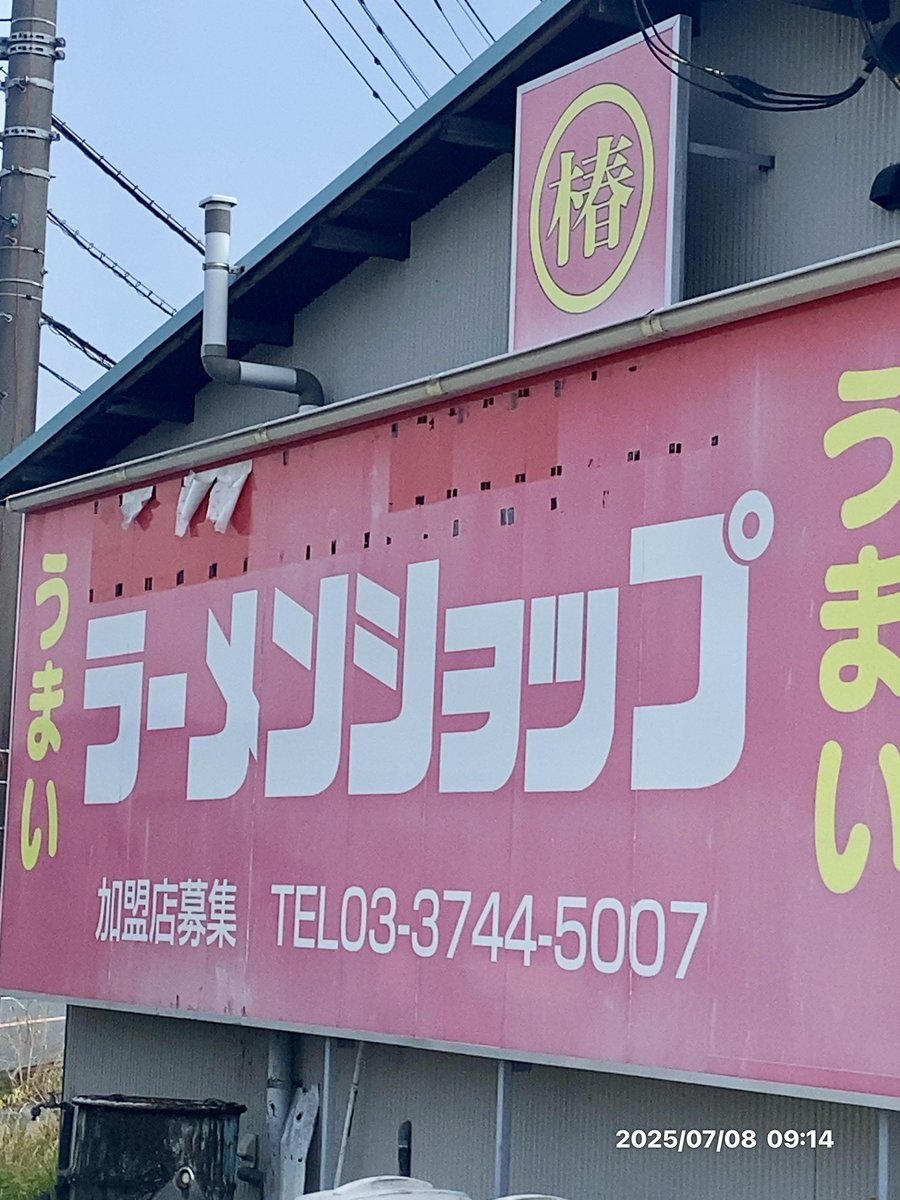 椿
うまい
ラーメンショップ
うまい
加盟店募集 TEL03-3744-5007
2025/07/08 09:14